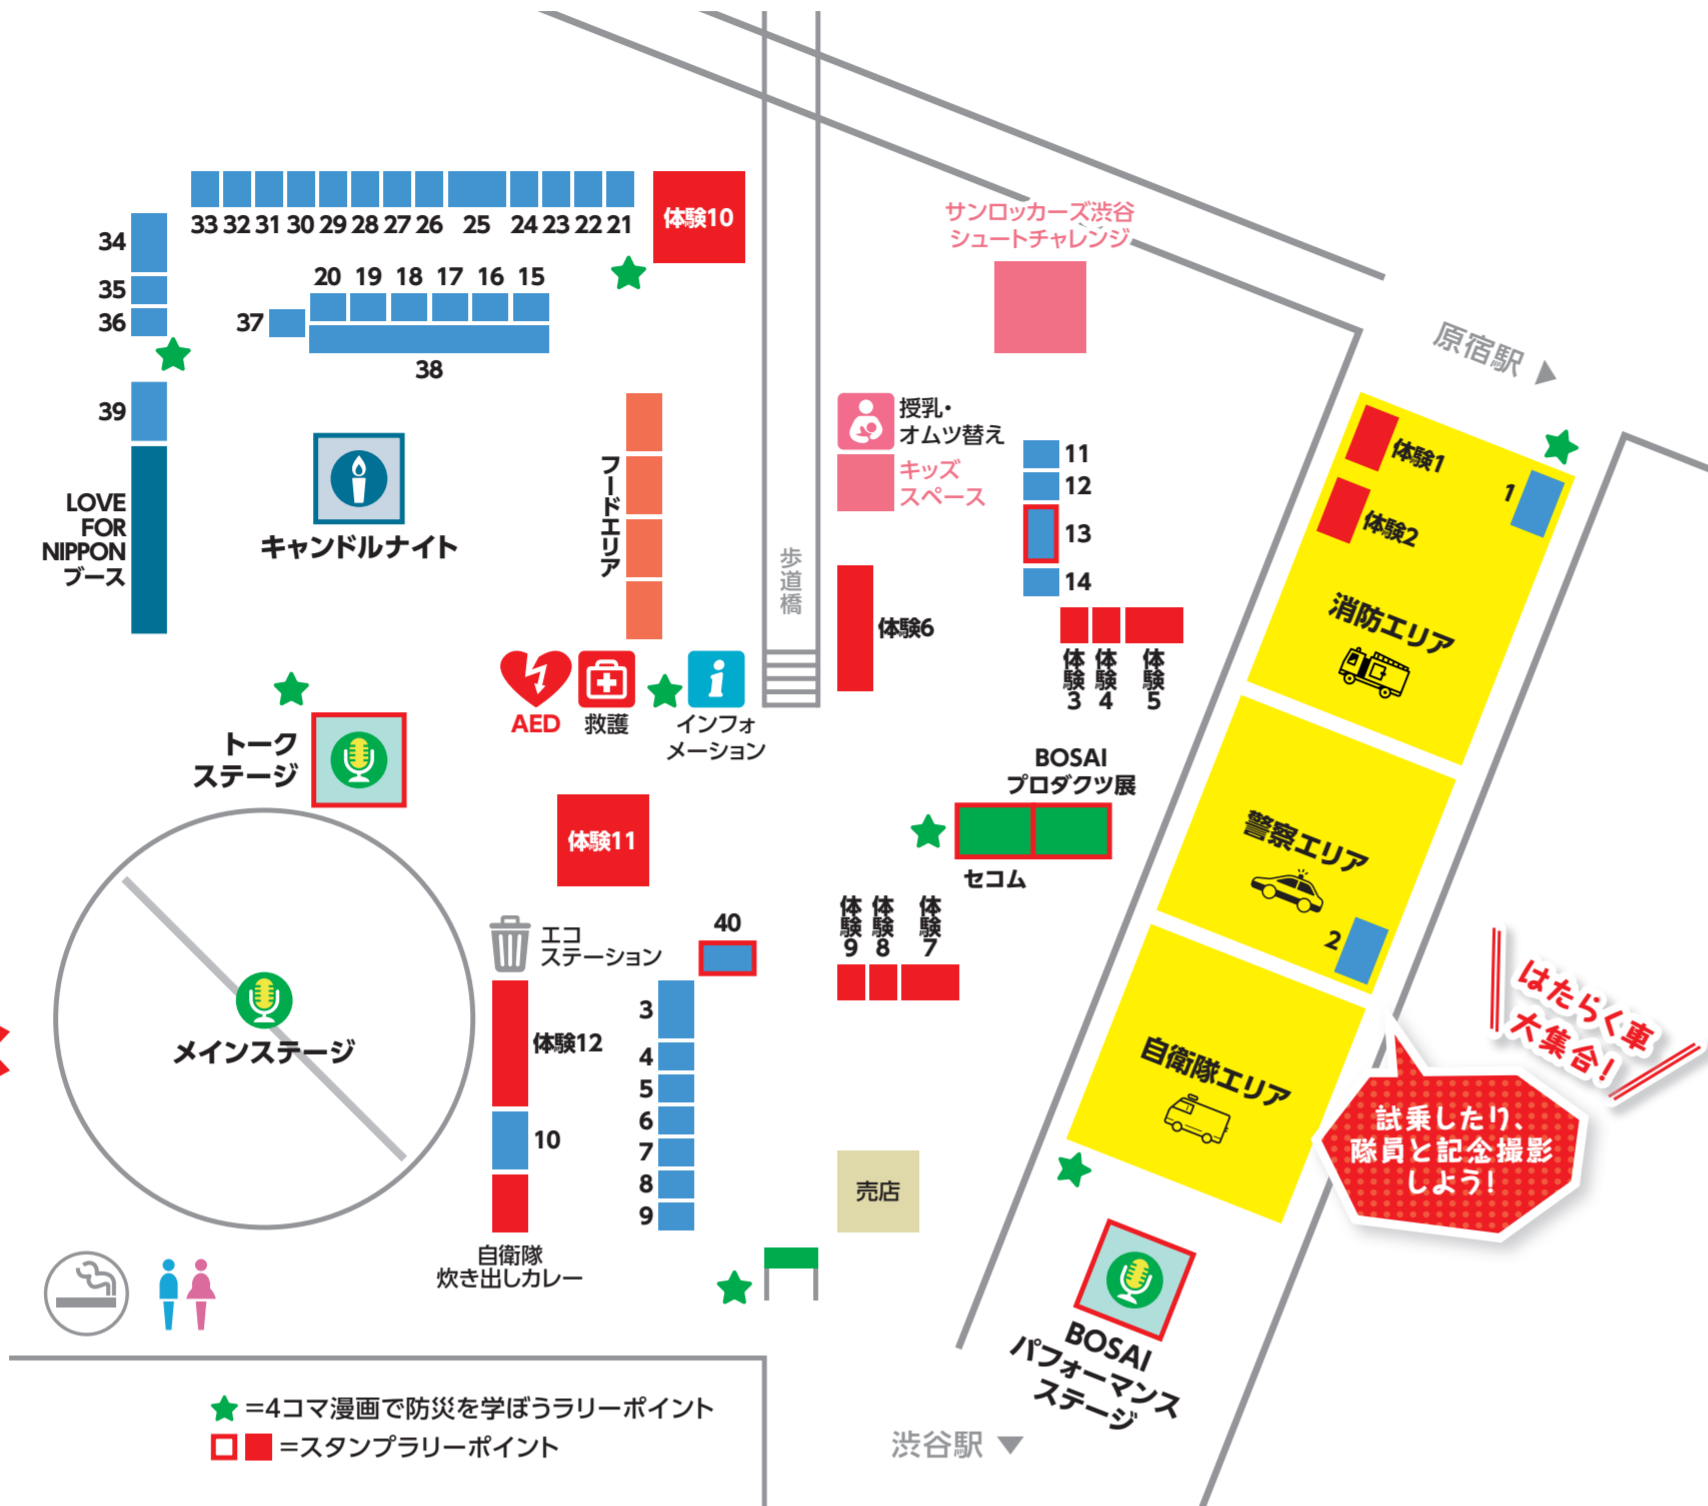 33 32 31 30 29 28 27 26 25 24 23 22 21
体験10
34
35
36
20 19 18 17 16 15
37
38
39
LOVE
FOR
NIPPON
ブース
キャンドルナイト
フードエリア
歩道橋
サンロッカーズ渋谷
シュートチャレンジ
授乳・
オムツ替え
キッズ
スペース
11
12
13
14
体験6
体験3
体験4
体験5
原宿駅
体験1
体験2
1
消防エリア
AED
救護
インフォ
メーション
トーク
ステージ
体験11
BOSAI
プロダクツ展
セコム
警察エリア
2
体験9
体験8
体験7
エコ
ステーション
40
メインステージ
体験12
10
自衛隊
炊き出しカレー
3
4
5
6
7
8
9
売店
自衛隊エリア
はたらく車
大集合!
試乗したり、
隊員と記念撮影
しよう!
BOSAI
パフォーマンス
ステージ
渋谷駅
=4コマ漫画で防災を学ぼうラリーポイント
=スタンプラリーポイント